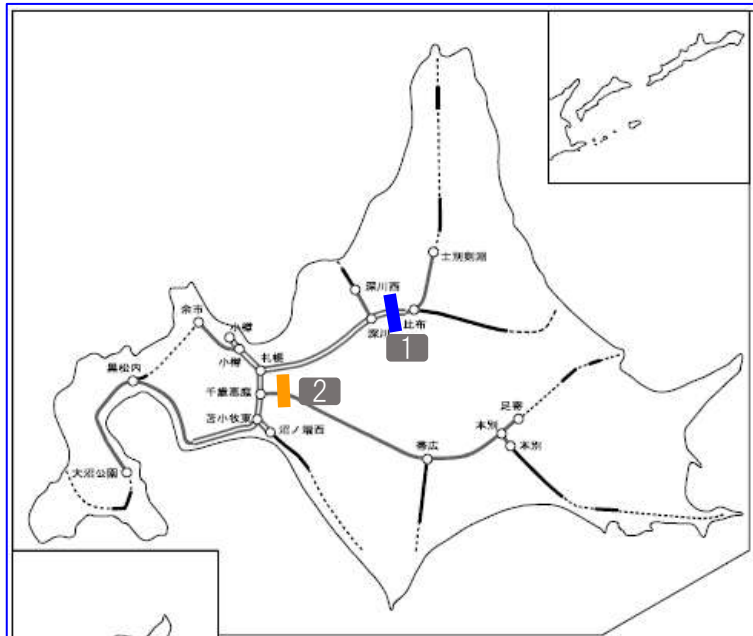 士別剣淵
深川西
余市
小樽
深川
比布
1
小樽
札幌
黒松内
千歳恵庭
2
苫小牧東
沼ノ端西
足寄
本別
本別
帯広
大沼公園